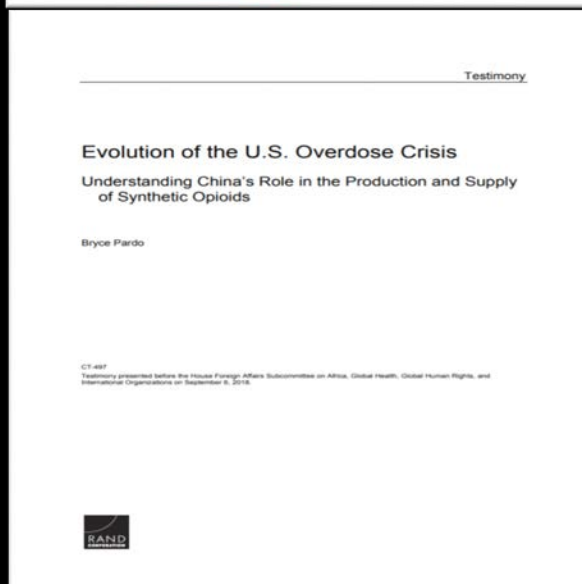 Testimony
Evolution of the U.S. Overdose Crisis
Understanding China's Role in the Production and Supply
of Synthetic Opioids
Bryce Pardo
CT-497
Testimony presented before the House Foreign Affairs Subcommittee on Africa, Global Health, Global Human Rights, and
International Organizations on September 6, 2018.
RAND
CORPORATION